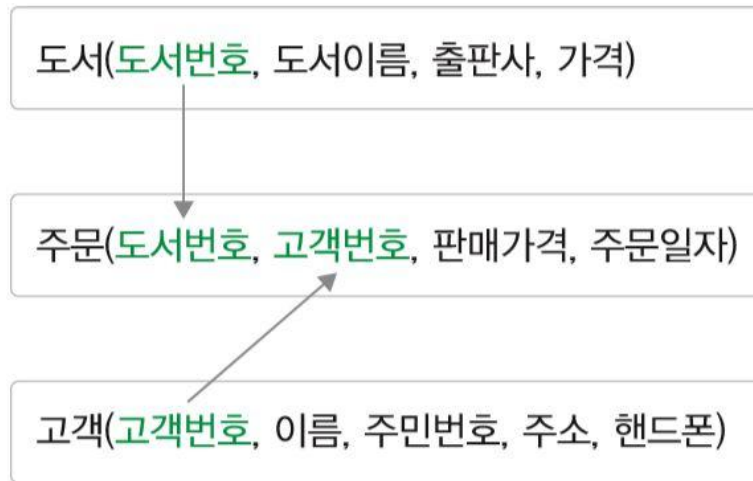 도서(도서번호, 도서이름, 출판사, 가격)
주문(도서번호, 고객번호, 판매가격, 주문일자)
고객(고객번호, 이름, 주민번호, 주소, 핸드폰)